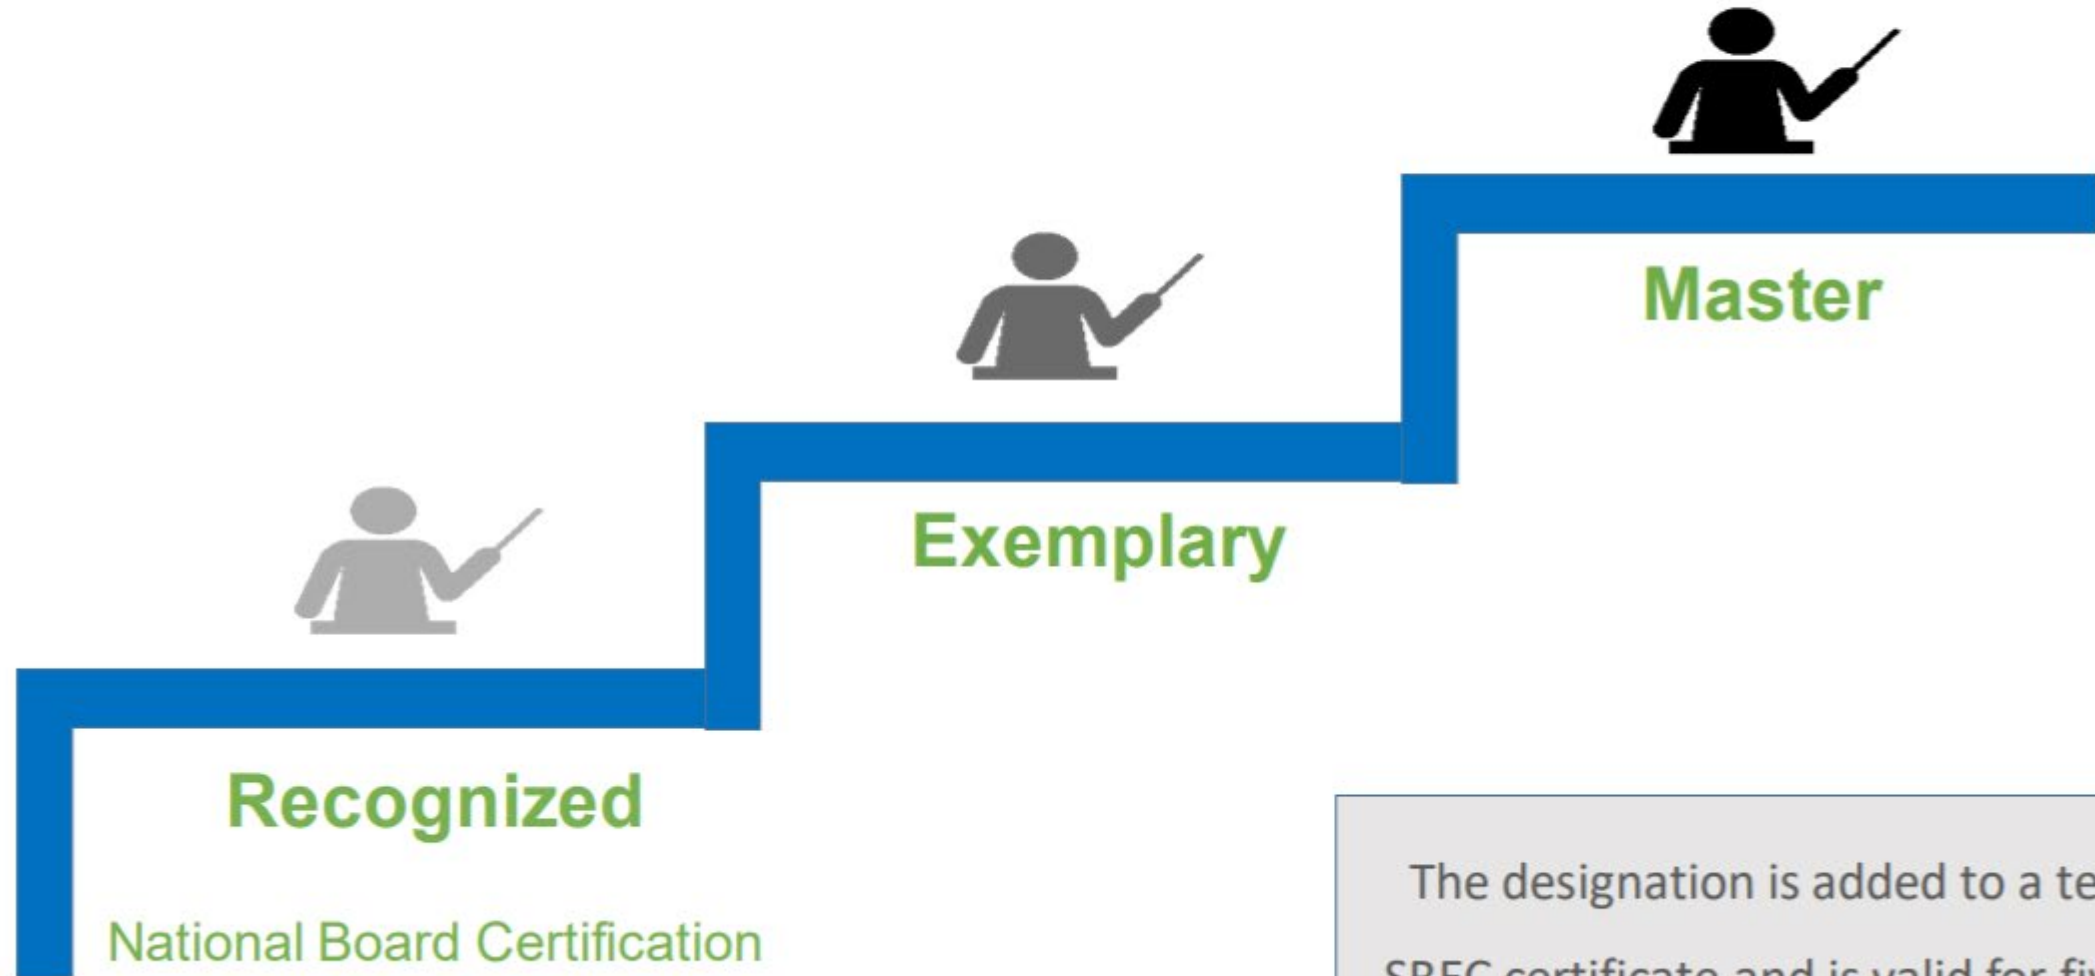 Master
Exemplary
Recognized
National Board Certification
The designation is added to a
SBEC certificate and is valid for